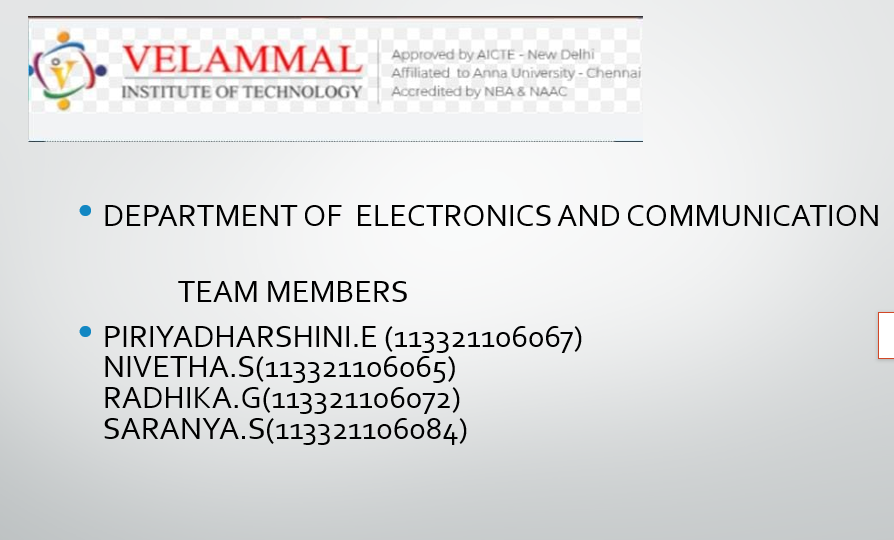 VELAMMAL
INSTITUTE OF TECHNOLOGY
Approved by AICTE - New Delhi
Affiliated to Anna University - Chennai
Accredited by NBA & NAAC
DEPARTMENT OF ELECTRONICS AND COMMUNICATION
TEAM MEMBERS
PIRIYADHARSHINI.E (113321106067)
NIVETHA.S(113321106065)
RADHIKA.G(113321106072)
SARANYA.S(113321106084)